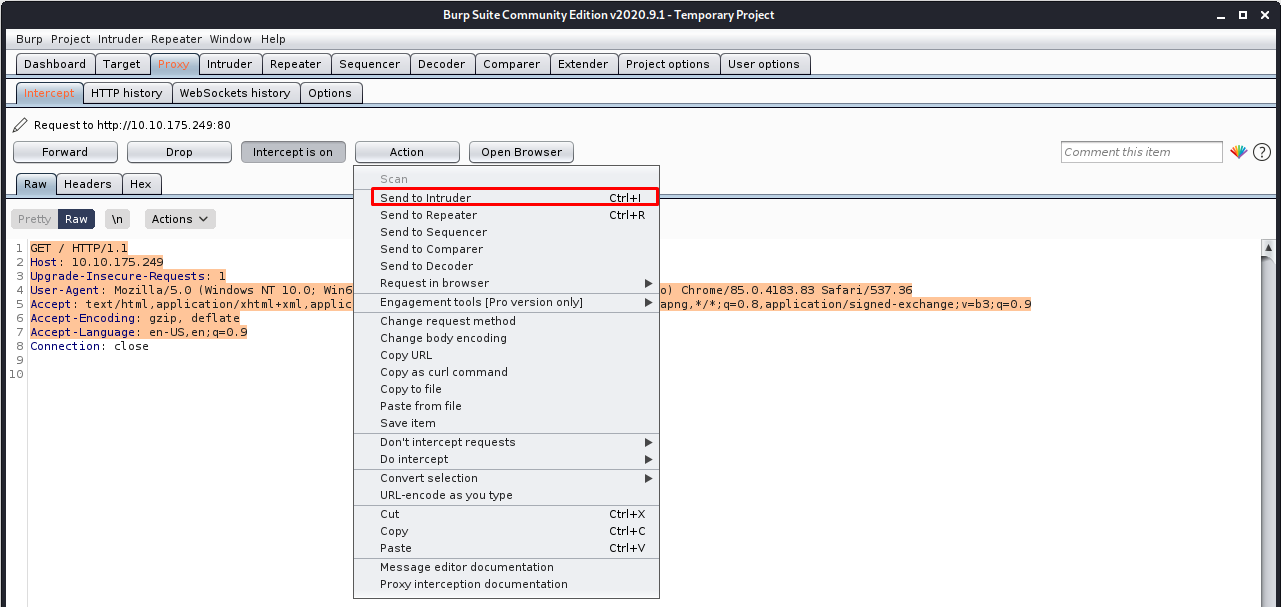 Burp Suite Community Edition v2020.9.1 - Temporary Project
Burp Project Intruder Repeater Window Help
Dashboard Target Proxy Intruder Repeater Sequencer Decoder Comparer Extender Project options User options
Intercept HTTP history WebSockets history Options
Request to http://10.10.175.249:80
Forward Drop Intercept is on Action Open Browser Comment this item ?
Raw Headers Hex
Pretty Raw \n Actions
Scan
Send to Intruder Ctrl+I
Send to Repeater Ctrl+R
Send to Sequencer
Send to Comparer
Send to Decoder
Request in browser
Engagement tools [Pro version only]
Change request method
Change body encoding
Copy URL
Copy as curl command
Copy to file
Paste from file
Save item
Don't intercept requests
Do intercept
Convert selection
URL-encode as you type
Cut Ctrl+X
Copy Ctrl+C
Paste Ctrl+V
Message editor documentation
Proxy interception documentation
1 GET / HTTP/1.1
2 Host: 10.10.175.249
3 Upgrade-Insecure-Requests: 1
4 User-Agent: Mozilla/5.0 (Windows NT 10.0; Win6 o) Chrome/85.0.4183.83 Safari/537.36
5 Accept: text/html,application/xhtml+xml,applic apng,*/*;q=0.8,application/signed-exchange;v=b3;q=0.9
6 Accept-Encoding: gzip, deflate
7 Accept-Language: en-US,en;q=0.9
8 Connection: close
9
10